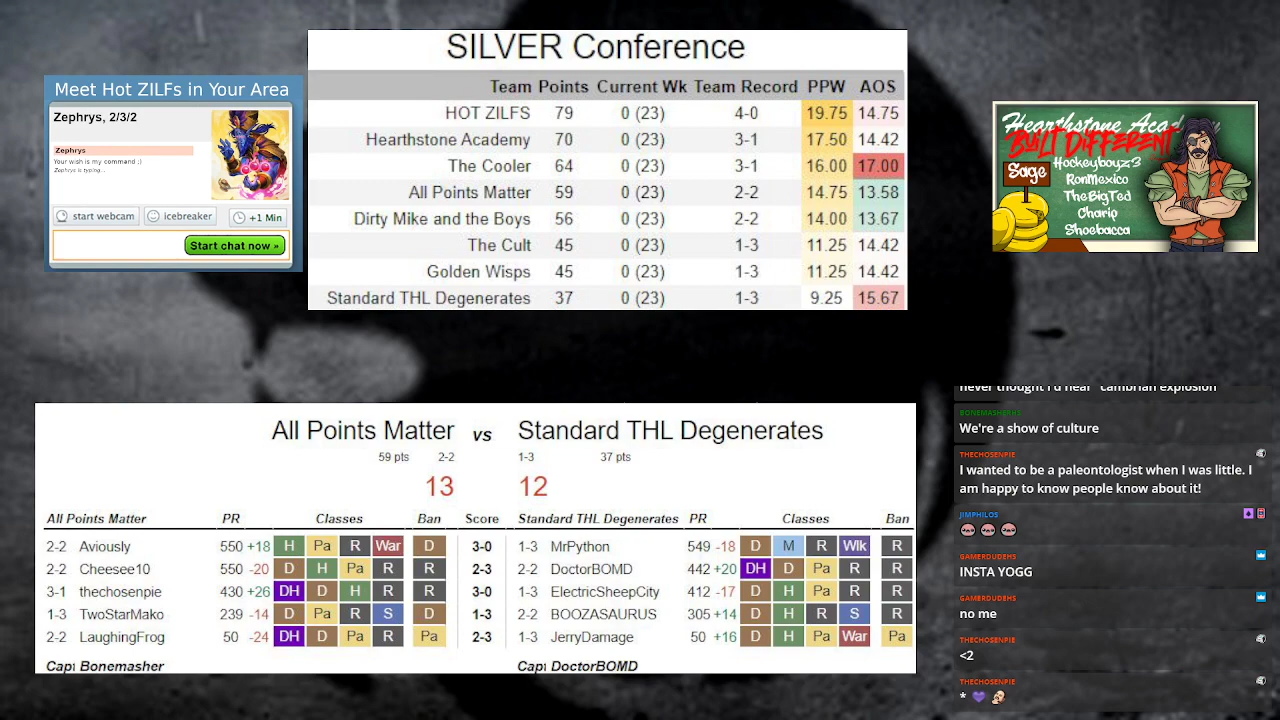 Meet Hot ZILFs in Your Area
Zephrys, 2/3/2
Zephrys
Your wish is my command ;)
Zephrys is typing...
start webcam
icebreaker
+1 Min
Start chat now »
SILVER Conference
Team Points Current Wk Team Record PPW AOS
HOT ZILFS 79 0 (23) 4-0 19.75 14.75
Hearthstone Academy 70 0 (23) 3-1 17.50 14.42
The Cooler 64 0 (23) 3-1 16.00 17.00
All Points Matter 59 0 (23) 2-2 14.75 13.58
Dirty Mike and the Boys 56 0 (23) 2-2 14.00 13.67
The Cult 45 0 (23) 1-3 11.25 14.42
Golden Wisps 45 0 (23) 1-3 11.25 14.42
Standard THL Degenerates 37 0 (23) 1-3 9.25 15.67
Hearthstone
BUILT DIFFERENT
Sage
Hockeyboyz3
RonMexico
TheBigTed
Charip
Shoebacca
All Points Matter vs Standard THL Degenerates
59 pts 2-2 1-3 37 pts
13 12
All Points Matter PR Classes Ban Score Standard THL Degenerates PR Classes Ban
2-2 Aviously 550 +18 H Pa R War D 3-0 1-3 MrPython 549 -18 D M R Wlk R
2-2 Cheesee10 550 -20 D H Pa R R 2-3 2-2 DoctorBOMD 442 +20 DH D Pa R R
3-1 thechosenpie 430 +26 DH D H R R 3-0 1-3 ElectricSheepCity 412 -17 D H Pa R R
1-3 TwoStarMako 239 -14 D Pa R S D 1-3 2-2 BOOZASAURUS 305 +14 D H R S R
2-2 LaughingFrog 50 -24 DH D Pa R Pa 2-3 1-3 JerryDamage 50 +16 D H Pa War Pa
Capt Bonemasher Capt DoctorBOMD
never thought I'd hear "cambrian explosion"
BONEMASHERHS
We're a show of culture
THECHOSENPIE
I wanted to be a paleontologist when I was little. I
am happy to know people know about it!
JIMPHILOS
GAMERDUDEHS
INSTA YOGG
GAMERDUDEHS
no me
THECHOSENPIE
<2
THECHOSENPIE
*